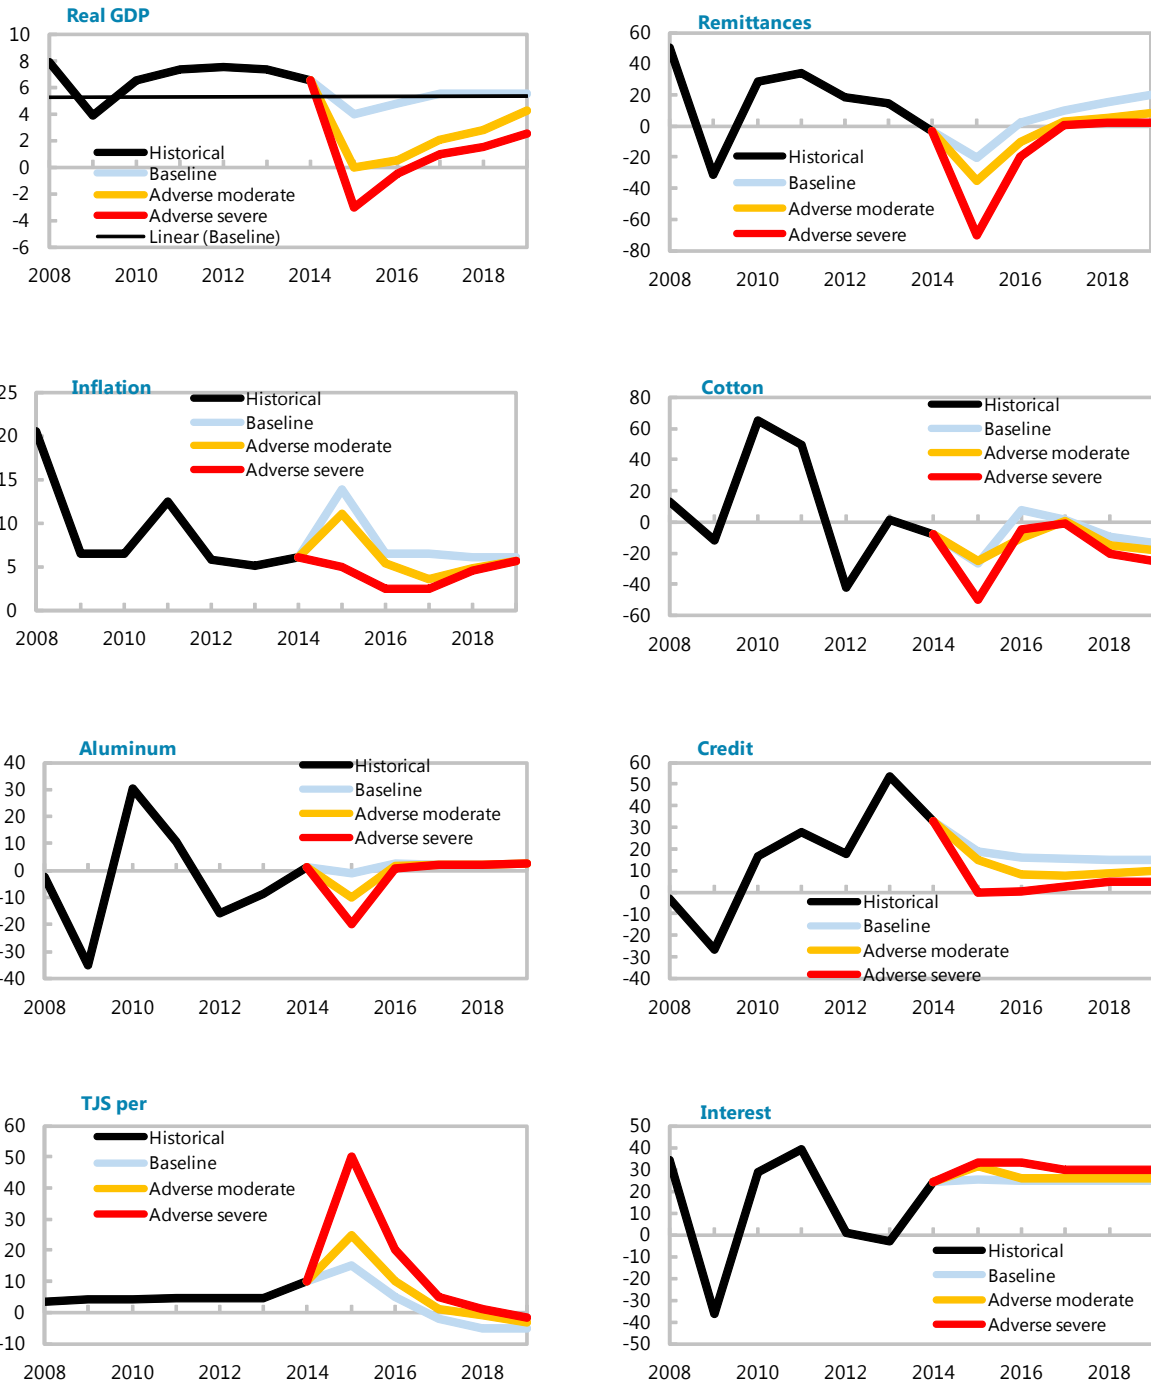 Real GDP
10
8
6
4
2
0
-2
-4
-6
Historical
Baseline
Adverse moderate
Adverse severe
Linear (Baseline)
2008 2010 2012 2014 2016 2018
Remittances
60
40
20
0
-20
-40
-60
-80
Historical
Baseline
Adverse moderate
Adverse severe
2008 2010 2012 2014 2016 2018
Inflation
25
20
15
10
5
0
Historical
Baseline
Adverse moderate
Adverse severe
2008 2010 2012 2014 2016 2018
Cotton
80
60
40
20
0
-20
-40
-60
Historical
Baseline
Adverse moderate
Adverse severe
2008 2010 2012 2014 2016 2018
Aluminum
40
30
20
10
0
-10
-20
-30
-40
Historical
Baseline
Adverse moderate
Adverse severe
2008 2010 2012 2014 2016 2018
Credit
60
50
40
30
20
10
0
-10
-20
-30
-40
Historical
Baseline
Adverse moderate
Adverse severe
2008 2010 2012 2014 2016 2018
TJS per
60
50
40
30
20
10
0
-10
Historical
Baseline
Adverse moderate
Adverse severe
2008 2010 2012 2014 2016 2018
Interest
50
40
30
20
10
0
-10
-20
-30
-40
-50
Historical
Baseline
Adverse moderate
Adverse severe
2008 2010 2012 2014 2016 2018